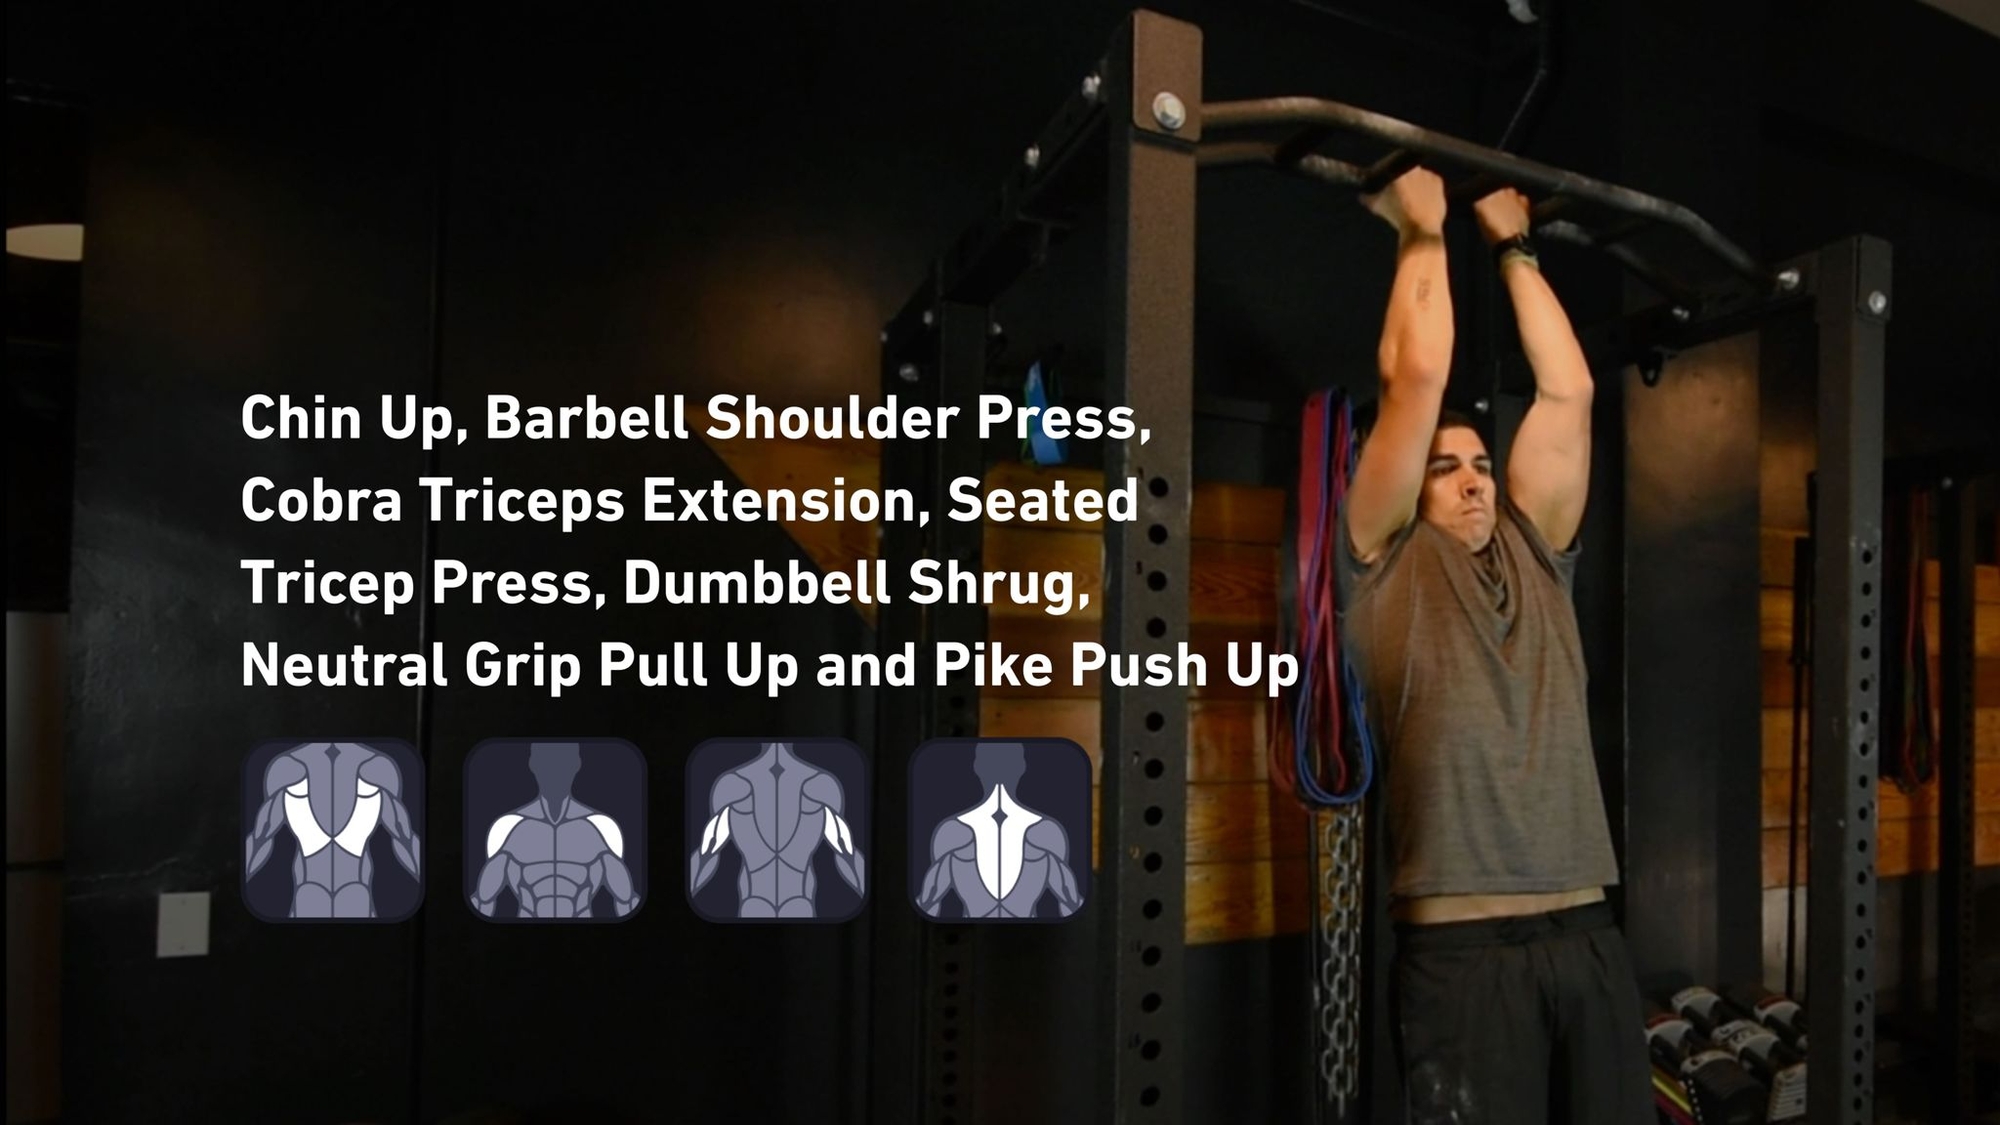 Chin Up, Barbell Shoulder Press,
Cobra Triceps Extension, Seated
Tricep Press, Dumbbell Shrug,
Neutral Grip Pull Up and Pike Push Up